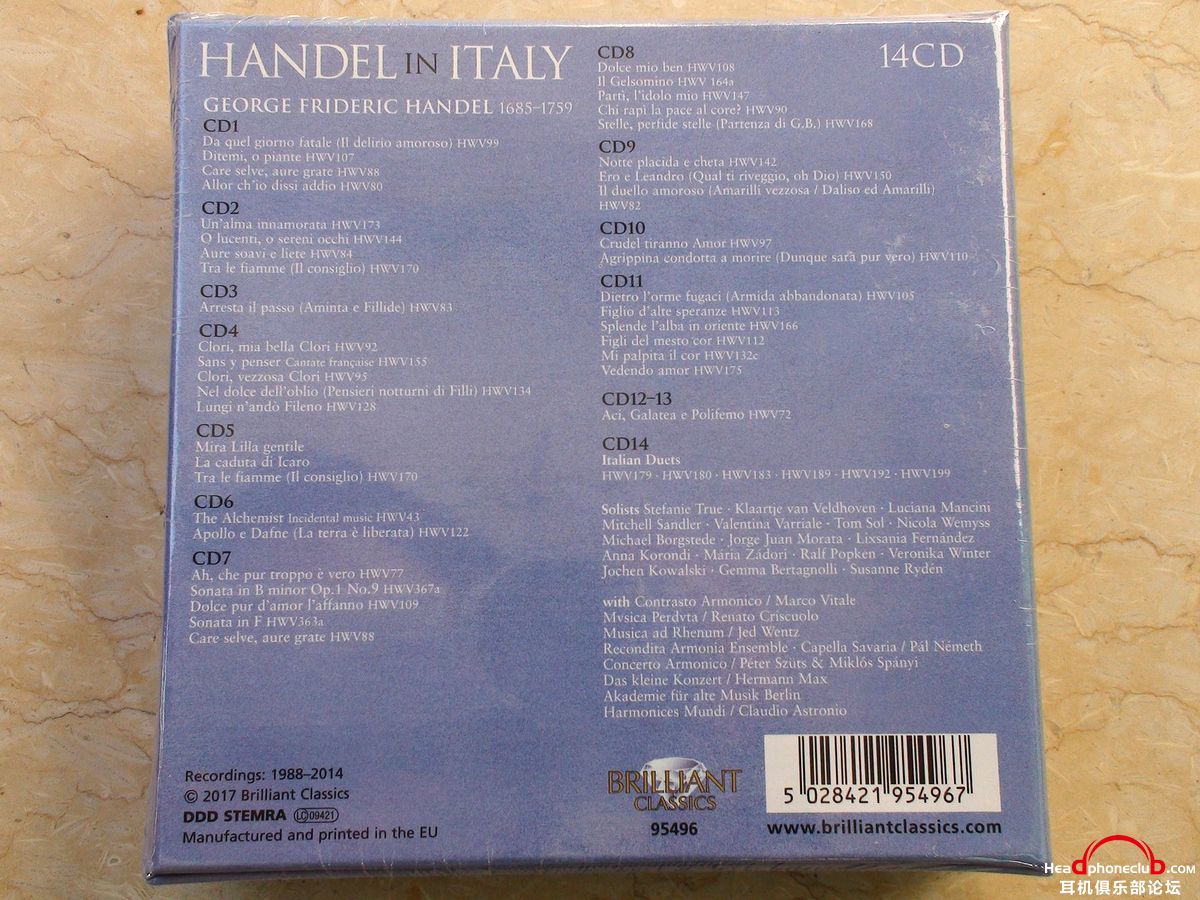 HANDEL IN ITALY
GEORGE FRIDERIC HANDEL 1685–1759
CD1
Da quel giorno fatale (Il delirio amoroso) HWV99
Ditemi, o piante HWV107
Care selve, aure grate HWV88
Allor ch'io dissi addio HWV80
CD2
Un'alma innamorata HWV173
O lucenti, o sereni occhi HWV144
Aure soavi e liete HWV84
Tra le fiamme (Il consiglio) HWV170
CD3
Arresta il passo (Aminta e Fillide) HWV83
CD4
Clori, mia bella Clori HWV92
Sans y penser Cantate française HWV155
Clori, vezzosa Clori HWV95
Nel dolce dell'oblio (Pensieri notturni di Filli) HWV134
Lungi n'andò Fileno HWV128
CD5
Mira Lilla gentile
La caduta di Icaro
Tra le fiamme (Il consiglio) HWV170
CD6
The Alchemist Incidental music HWV43
Apollo e Dafne (La terra è liberata) HWV122
CD7
Ah, che pur troppo è vero HWV77
Sonata in B minor Op.1 No.9 HWV367a
Dolce pur d'amor l'affanno HWV109
Sonata in F HWV363a
Care selve, aure grate HWV88
14CD
CD8
Dolce mio ben HWV108
Il Gelsomino HWV 164a
Partì, l'idolo mio HWV147
Chi rapì la pace al core? HWV90
Stelle, perfide stelle (Partenza di G.B.) HWV168
CD9
Notte placida e cheta HWV142
Ero e Leandro (Qual ti riveggio, oh Dio) HWV150
Il duello amoroso (Amarilli vezzosa / Daliso ed Amarilli)
HWV82
CD10
Crudel tiranno Amor HWV97
Agrippina condotta a morire (Dunque sarà pur vero) HWV110
CD11
Dietro l'orme fugaci (Armida abbandonata) HWV105
Figlio d'alte speranze HWV113
Splende l'alba in oriente HWV166
Figli del mesto cor HWV112
Mi palpita il cor HWV132c
Vedendo amor HWV175
CD12–13
Aci, Galatea e Polifemo HWV72
CD14
Italian Duets
HWV179 · HWV180 · HWV183 · HWV189 · HWV192 · HWV199
Solists Stefanie True · Klaartje van Veldhoven · Luciana Mancini
Mitchell Sandler · Valentina Varriale · Tom Sol · Nicola Wemyss
Michael Borgstede · Jorge Juan Morata · Lixsania Fernández
Anna Korondi · Mária Zádori · Ralf Popken · Veronika Winter
Jochen Kowalski · Gemma Bertagnolli · Susanne Rydén
with Contrasto Armonico / Marco Vitale
Mvsica Perdvta / Renato Criscuolo
Musica ad Rhenum / Jed Wentz
Recondita Armonia Ensemble · Capella Savaria / Pál Németh
Concerto Armonico / Péter Szüts & Miklós Spányi
Das kleine Konzert / Hermann Max
Akademie für alte Musik Berlin
Harmonices Mundi / Claudio Astronio
Recordings: 1988–2014
© 2017 Brilliant Classics
DDD STEMRA LC 09421
Manufactured and printed in the EU
BRILLIANT
CLASSICS
95496
5 028421 954967
www.brilliantclassics.com
HeadphoneclubD.com
耳机俱乐部论坛